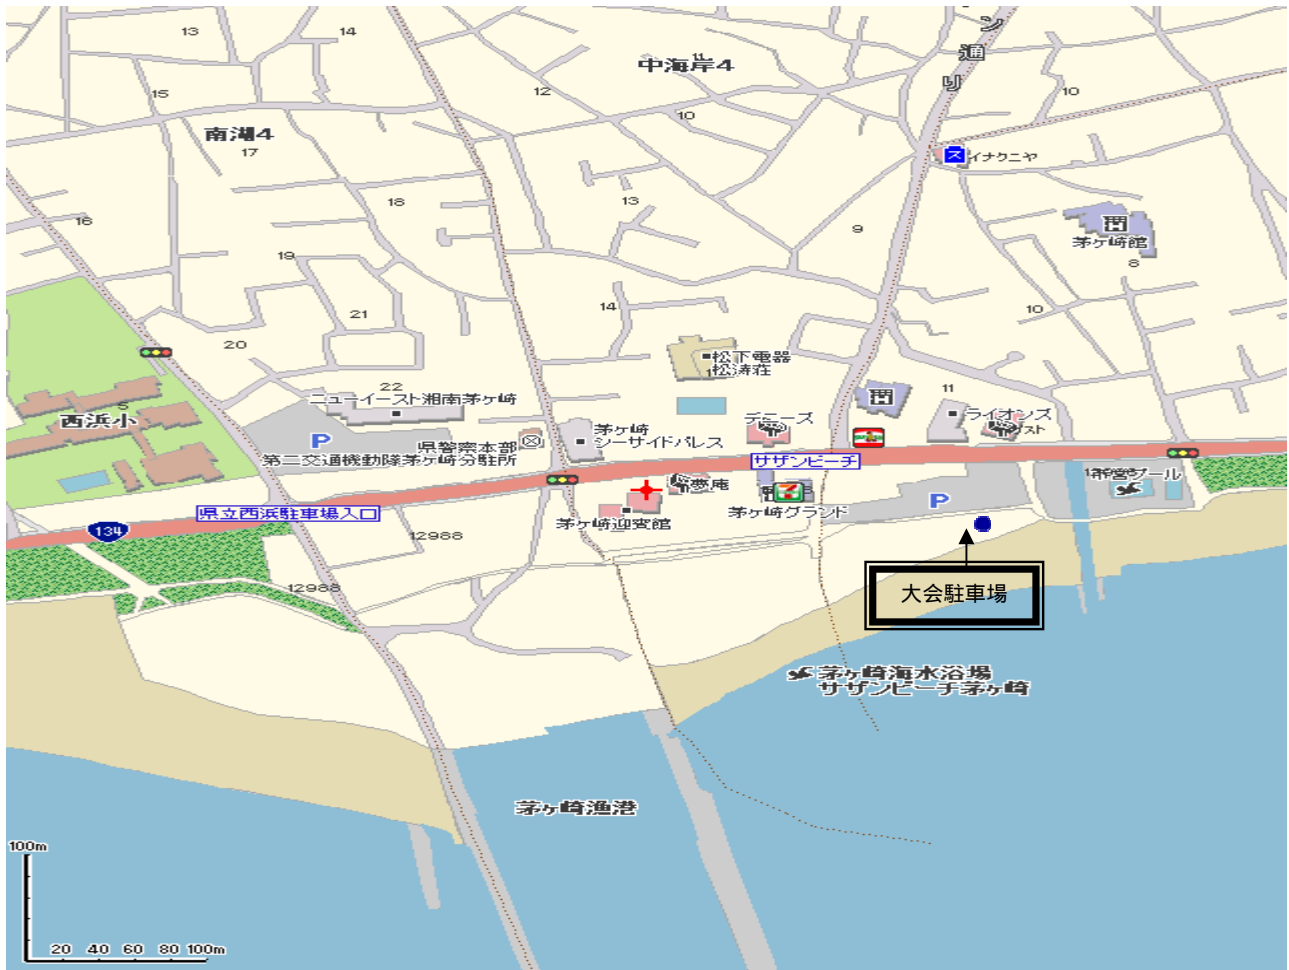 ン
通
り
13
14
中海岸4
11
15
12
10
10
南湖4
17
ス
イナクニヤ
18
13
16
9
茅ヶ崎館
8
19
14
10
21
20
松下電器
松涛荘
22
11
ニューイースト湘南茅ヶ崎
西浜小
5
デニーズ
ライオンズ
P
茅ヶ崎
シーサイドパレス
県警察本部
第二交通機動隊茅ヶ崎分駐所
サザンビーチ
夢庵
7
P
市営プール
県立西浜駐車場入口
茅ヶ崎迎賓館
茅ヶ崎グランド
134
12988
12988
大会駐車場
茅ヶ崎海水浴場
サザンビーチ茅ヶ崎
茅ヶ崎漁港
100m
20 40 60 80 100m